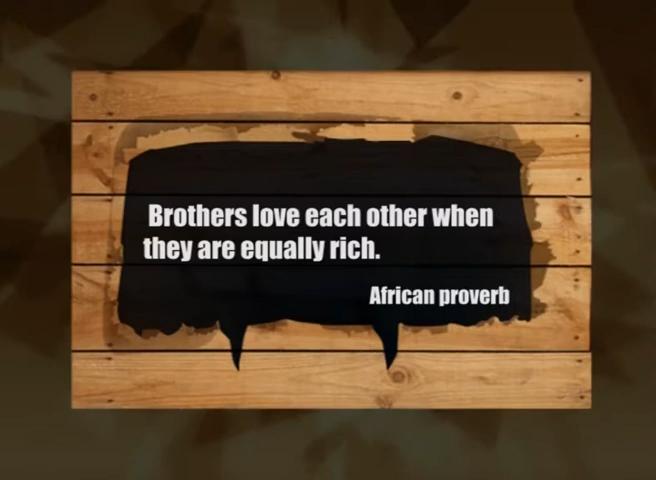 Brothers love each other when
they are equally rich.
African proverb